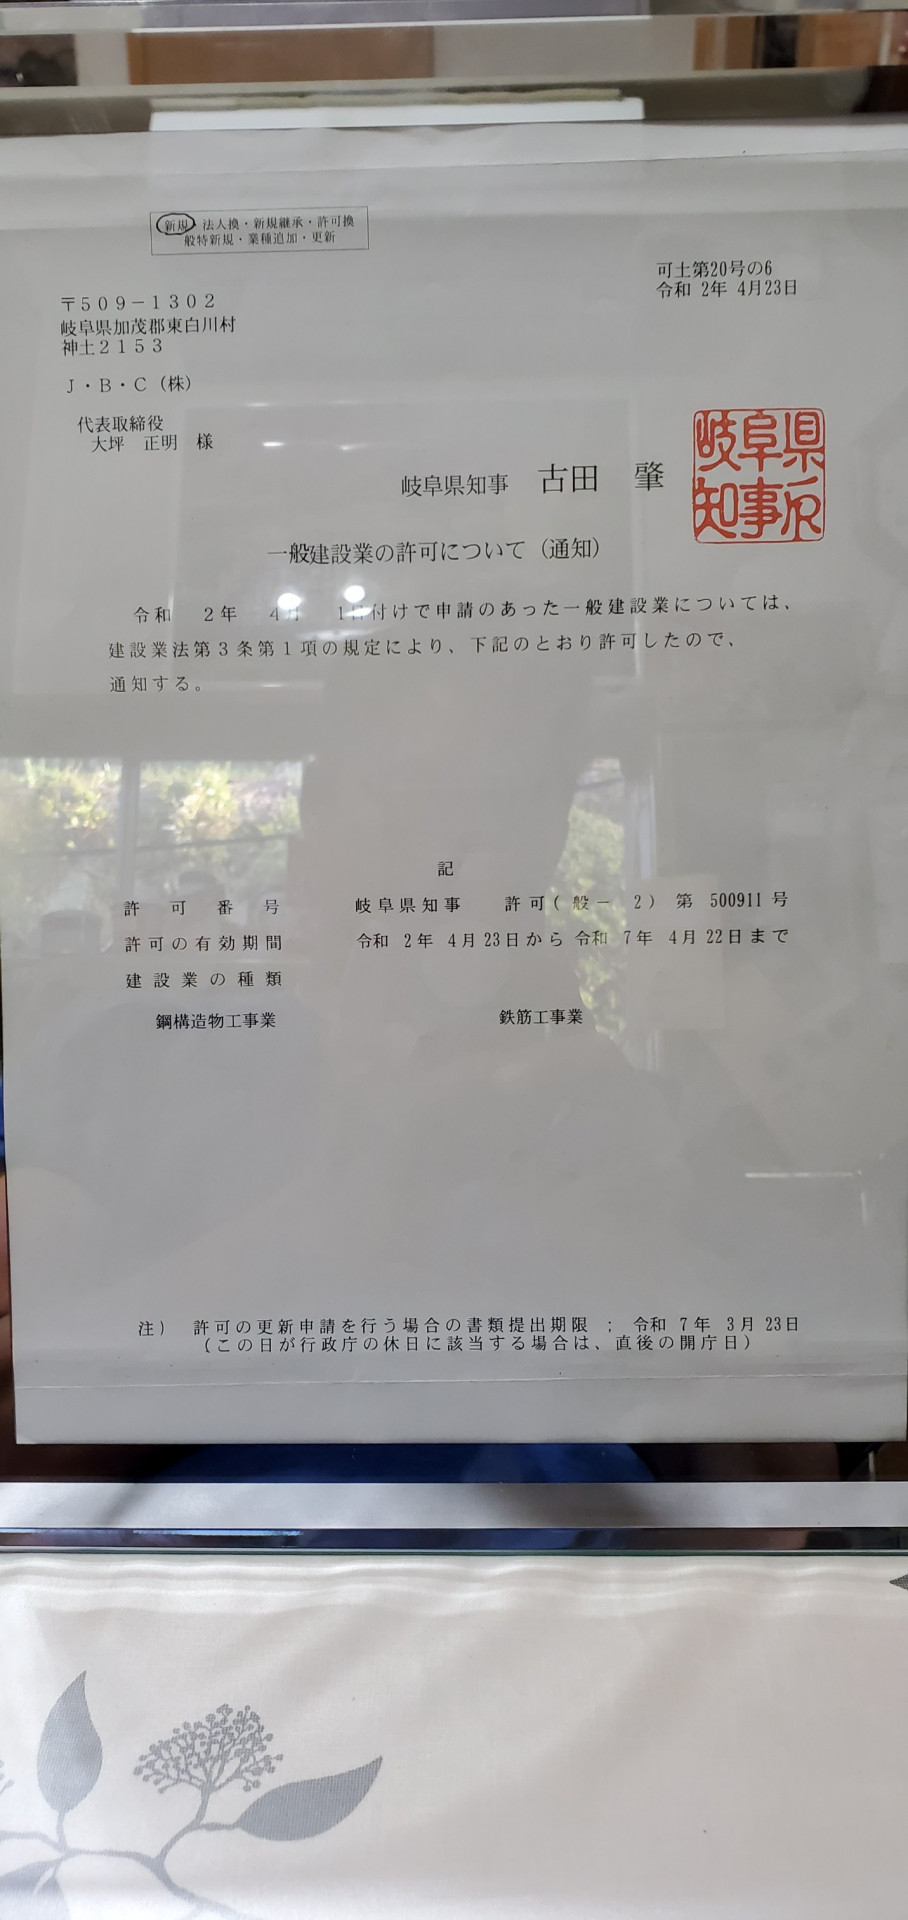 新規・法人換・新規継承・許可換
般特新規・業種追加・更新
可土第20号の6
令和 2年 4月23日
〒509－1302
岐阜県加茂郡東白川村
神土2153
J・B・C（株）
代表取締役
大坪 正明 様
岐阜県知事 古田 肇
岐阜県
知事印
一般建設業の許可について（通知）
令和 2年 4月 1日付けで申請のあった一般建設業については、
建設業法第3条第1項の規定により、下記のとおり許可したので、
通知する。
記
許可番号 岐阜県知事 許可(般－ 2) 第 500911 号
許可の有効期間 令和 2年 4月23日から 令和 7年 4月22日まで
建設業の種類
鋼構造物工事業 鉄筋工事業
注) 許可の更新申請を行う場合の書類提出期限 ; 令和 7年 3月 23日
(この日が行政庁の休日に該当する場合は、直後の開庁日)